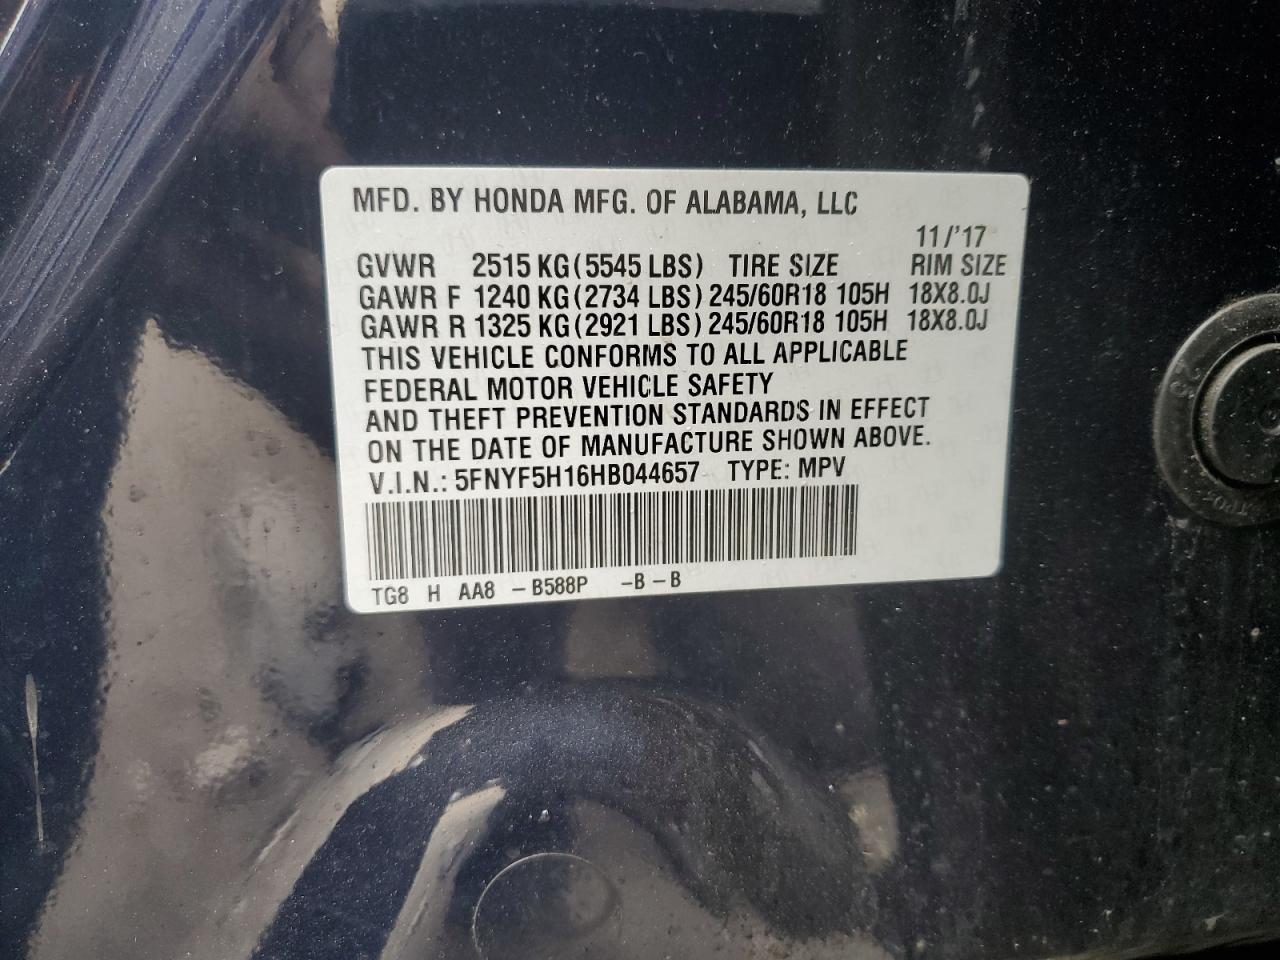 MFD. BY HONDA MFG. OF ALABAMA, LLC
11/'17
GVWR 2515 KG (5545 LBS) TIRE SIZE RIM SIZE
GAWR F 1240 KG (2734 LBS) 245/60R18 105H 18X8.0J
GAWR R 1325 KG (2921 LBS) 245/60R18 105H 18X8.0J
THIS VEHICLE CONFORMS TO ALL APPLICABLE
FEDERAL MOTOR VEHICLE SAFETY
AND THEFT PREVENTION STANDARDS IN EFFECT
ON THE DATE OF MANUFACTURE SHOWN ABOVE.
V.I.N.: 5FNYF5H16HB044657 TYPE: MPV
TG8 H AA8 – B588P –B – B